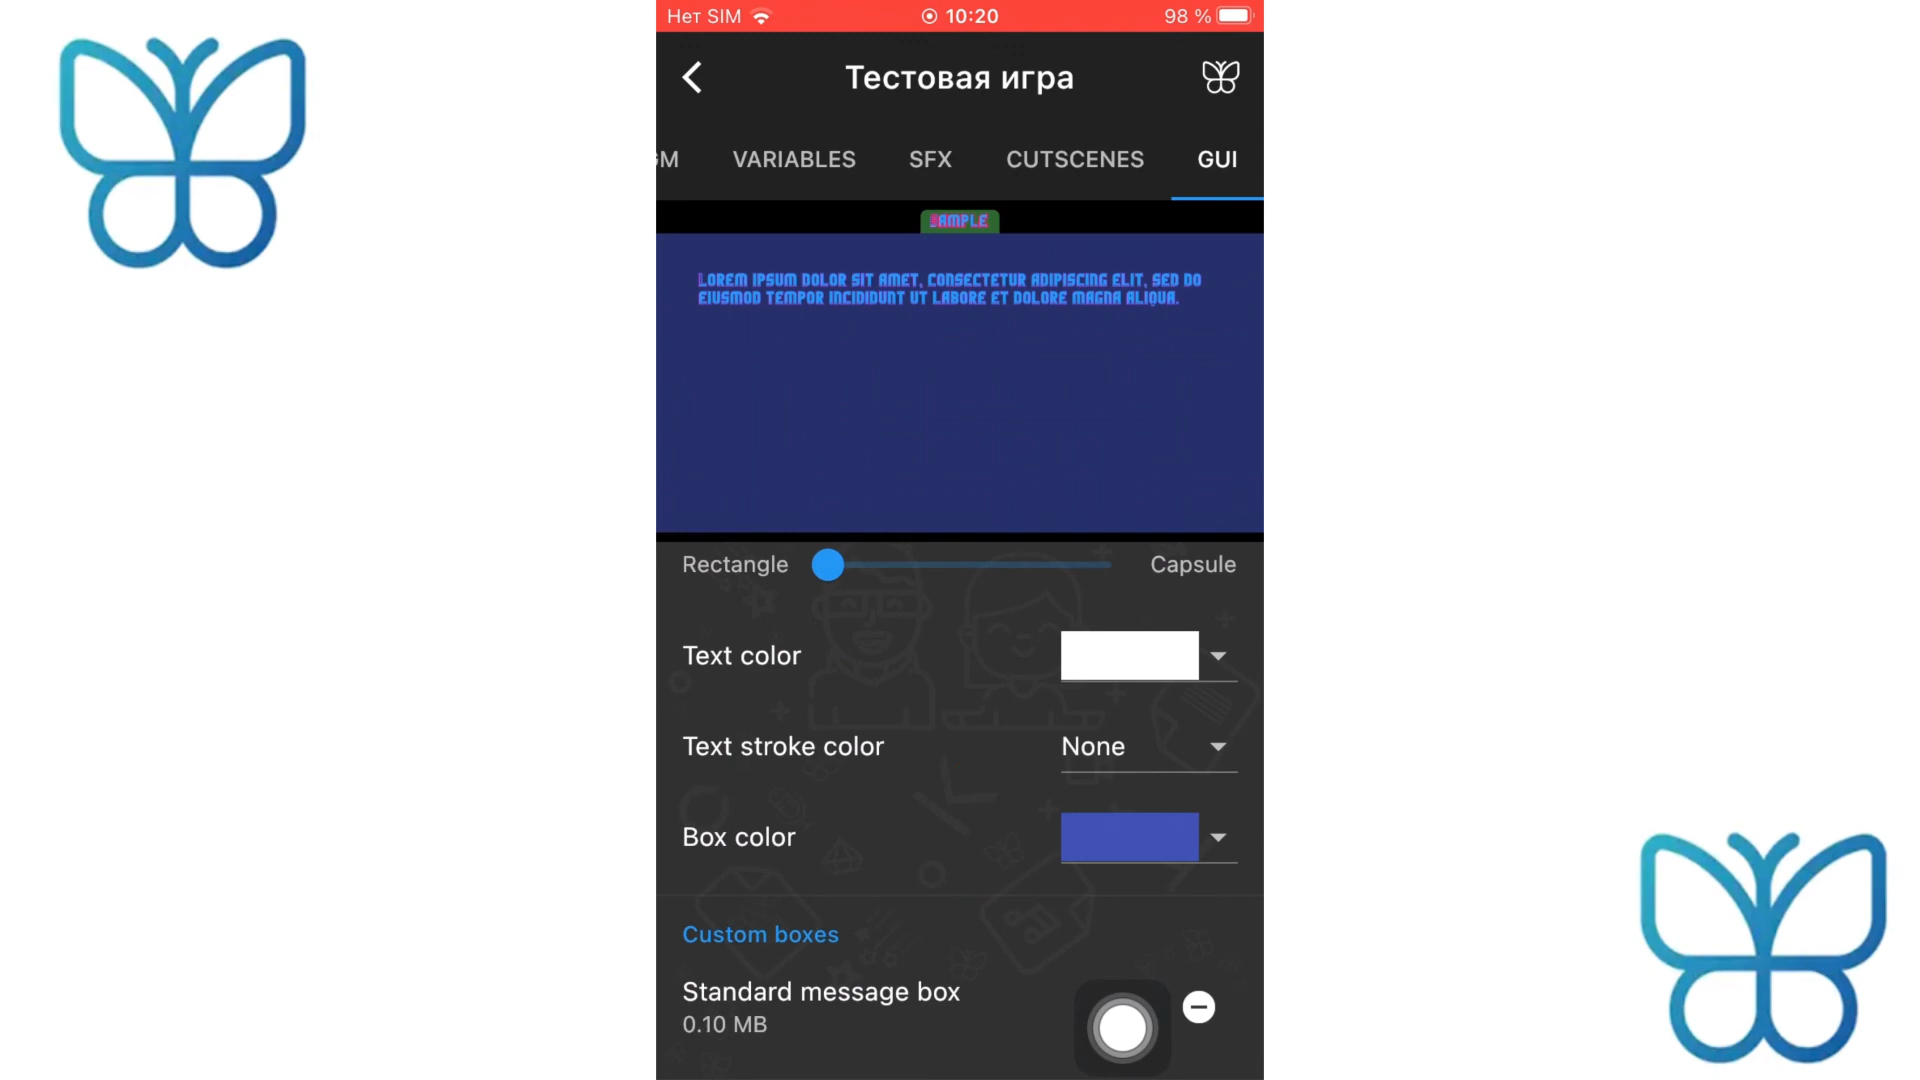 Нет SIM 10:20 98 %
Тестовая игра
VARIABLES SFX CUTSCENES GUI
SAMPLE
LOREM IPSUM DOLOR SIT AMET, CONSECTETUR ADIPISCING ELIT, SED DO
EIUSMOD TEMPOR INCIDIDUNT UT LABORE ET DOLORE MAGNA ALIQUA.
Rectangle Capsule
Text color
Text stroke color None
Box color
Custom boxes
Standard message box
0.10 MB